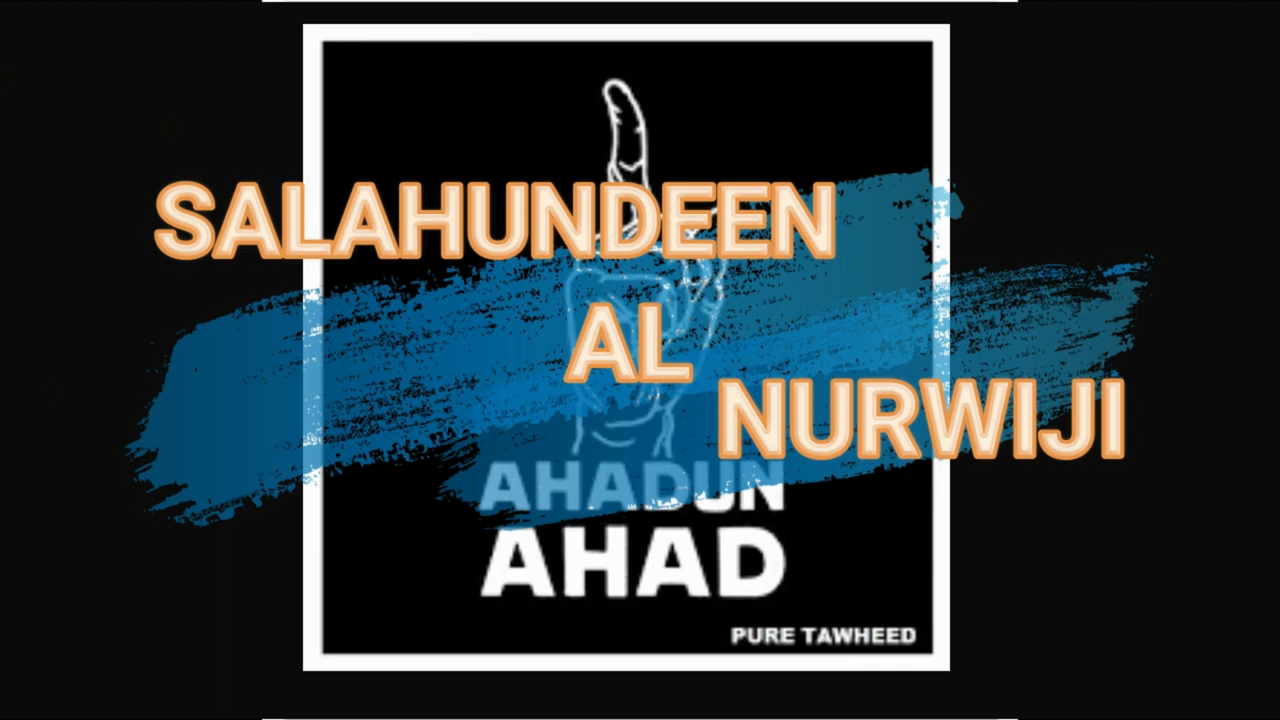 SALAHUNDEEN
AL
NURWIJI
AHADUN
AHAD
PURE TAWHEED